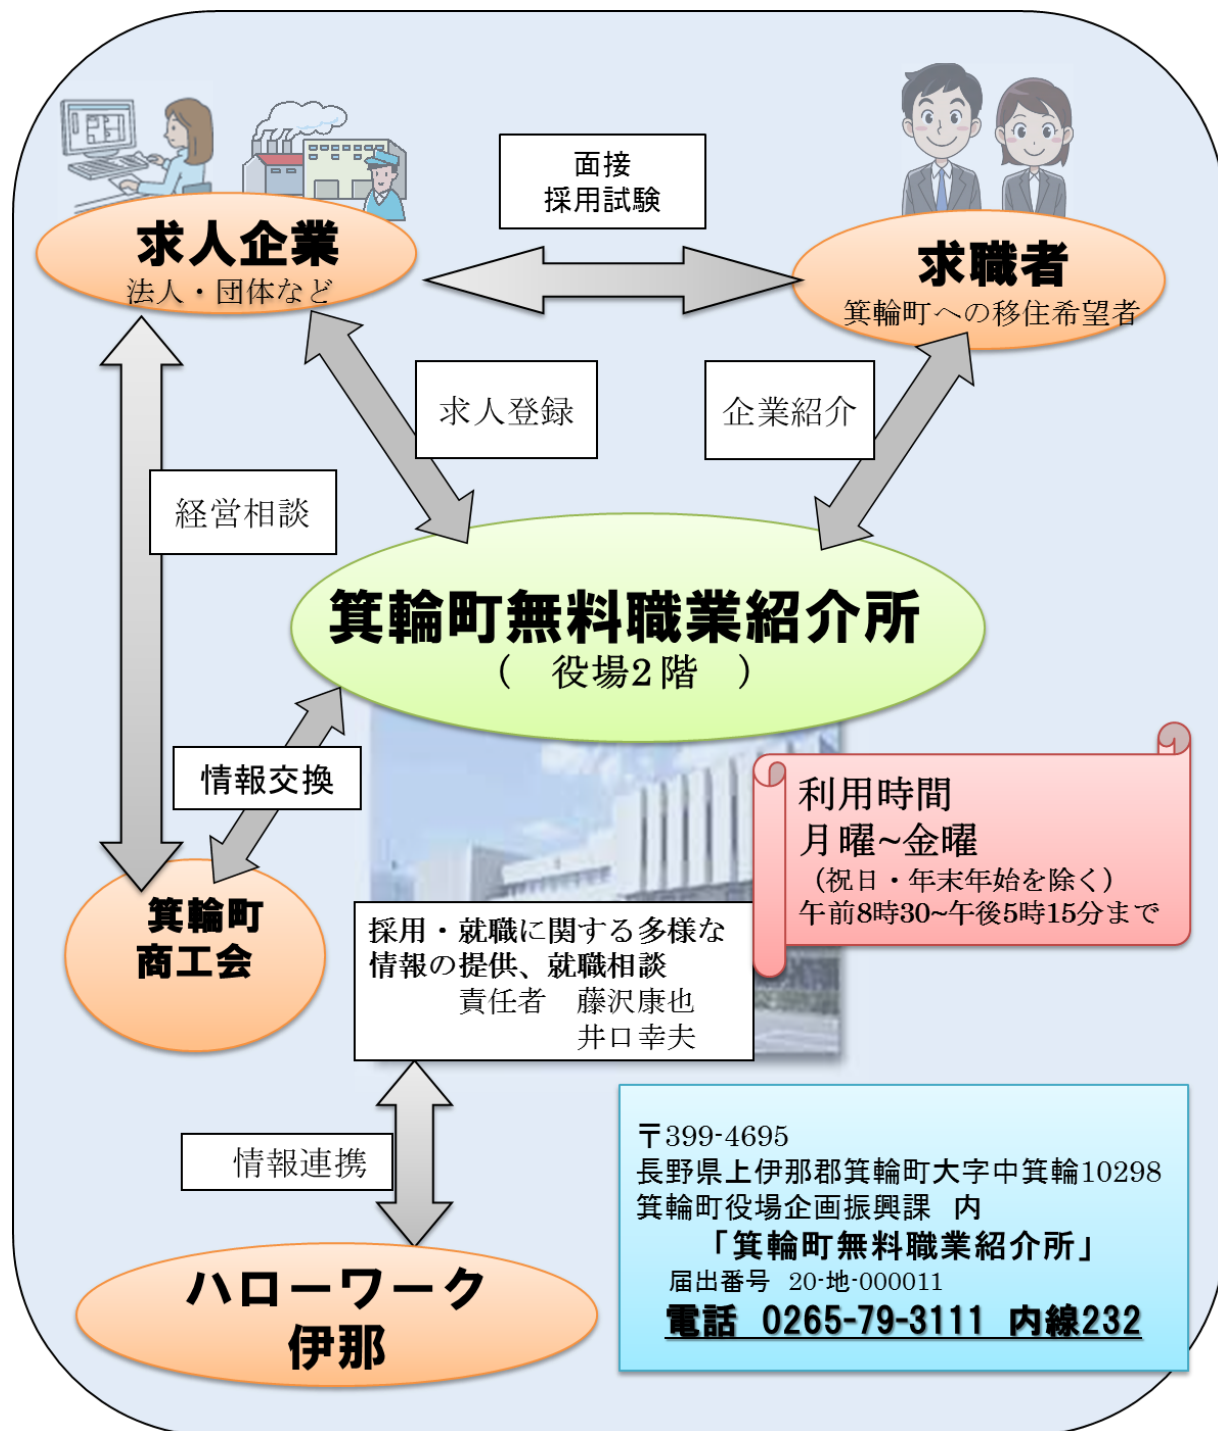 面接
採用試験
求人企業
法人・団体など
求職者
箕輪町への移住希望者
求人登録
企業紹介
経営相談
箕輪町無料職業紹介所
（　役場2階　）
情報交換
利用時間
月曜~金曜
（祝日・年末年始を除く）
午前8時30~午後5時15分まで
箕輪町
商工会
採用・就職に関する多様な
情報の提供、就職相談
責任者　藤沢康也
井口幸夫
情報連携
ハローワーク
伊那
〒399-4695
長野県上伊那郡箕輪町大字中箕輪10298
箕輪町役場企画振興課　内
「箕輪町無料職業紹介所」
届出番号　20-地-000011
電話　0265-79-3111　内線232